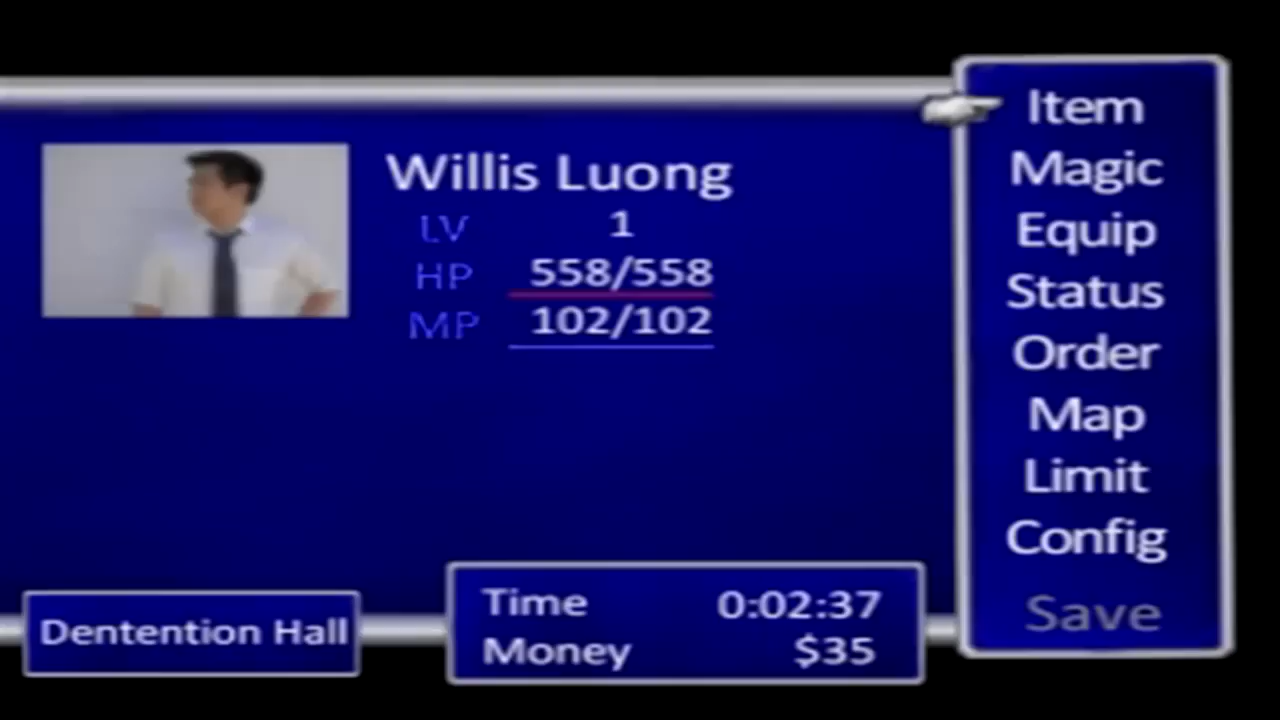 Willis Luong
LV 1
HP 558/558
MP 102/102
Item
Magic
Equip
Status
Order
Map
Limit
Config
Save
Dentention Hall
Time 0:02:37
Money $35